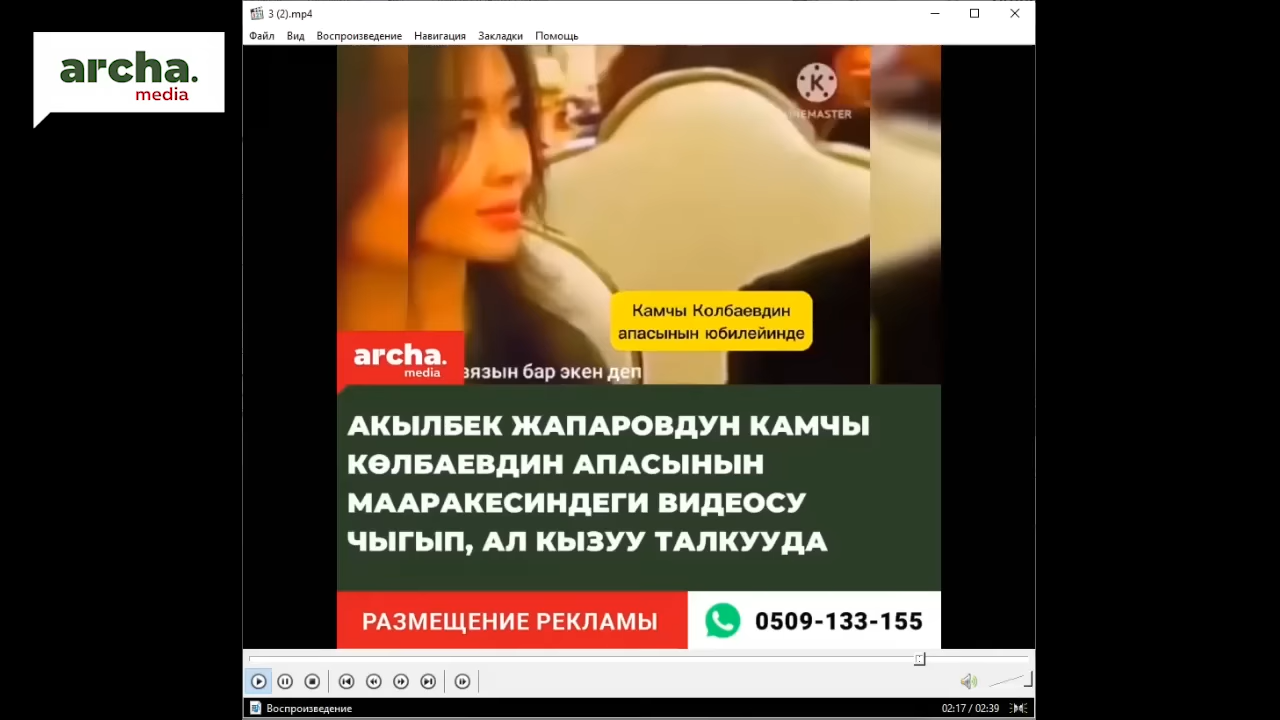 archa.
media
3 (2).mp4
Файл Вид Воспроизведение Навигация Закладки Помощь
K
NEMASTER
Камчы Колбаевдин
апасынын юбилейинде
archa.
media
вязын бар экен деп
АКЫЛБЕК ЖАПАРОВДУН КАМЧЫ
КӨЛБАЕВДИН АПАСЫНЫН
МААРАКЕСИНДЕГИ ВИДЕОСУ
ЧЫГЫП, АЛ КЫЗУУ ТАЛКУУДА
РАЗМЕЩЕНИЕ РЕКЛАМЫ
0509-133-155
Воспроизведение
02:17 / 02:39